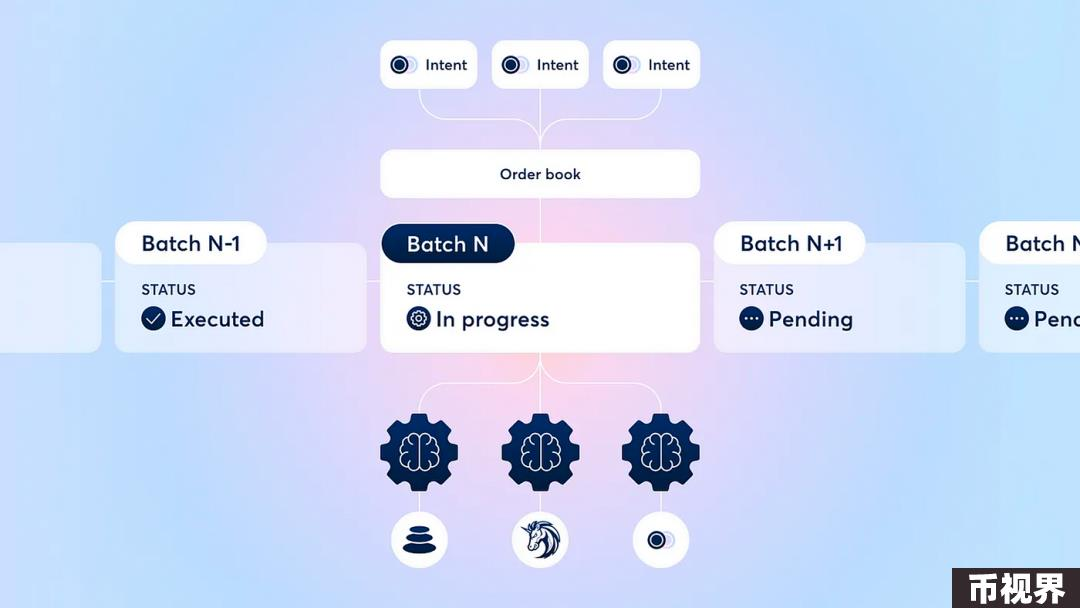 Intent
Intent
Intent
Order book
Batch N-1
STATUS
Executed
Batch N
STATUS
In progress
Batch N+1
STATUS
Pending
Batch
STATUS
币视界